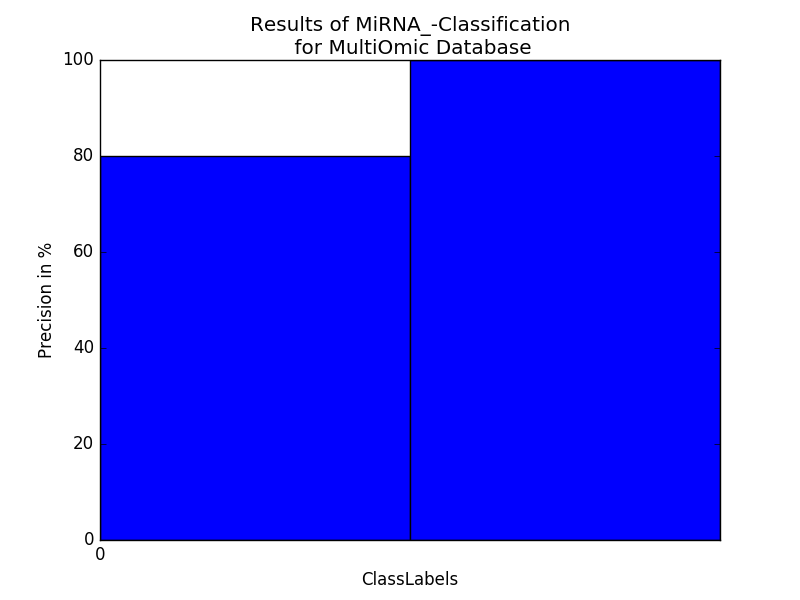 Results of MiRNA_-Classification
for MultiOmic Database
100
80
60
40
20
0
0
Precision in %
ClassLabels